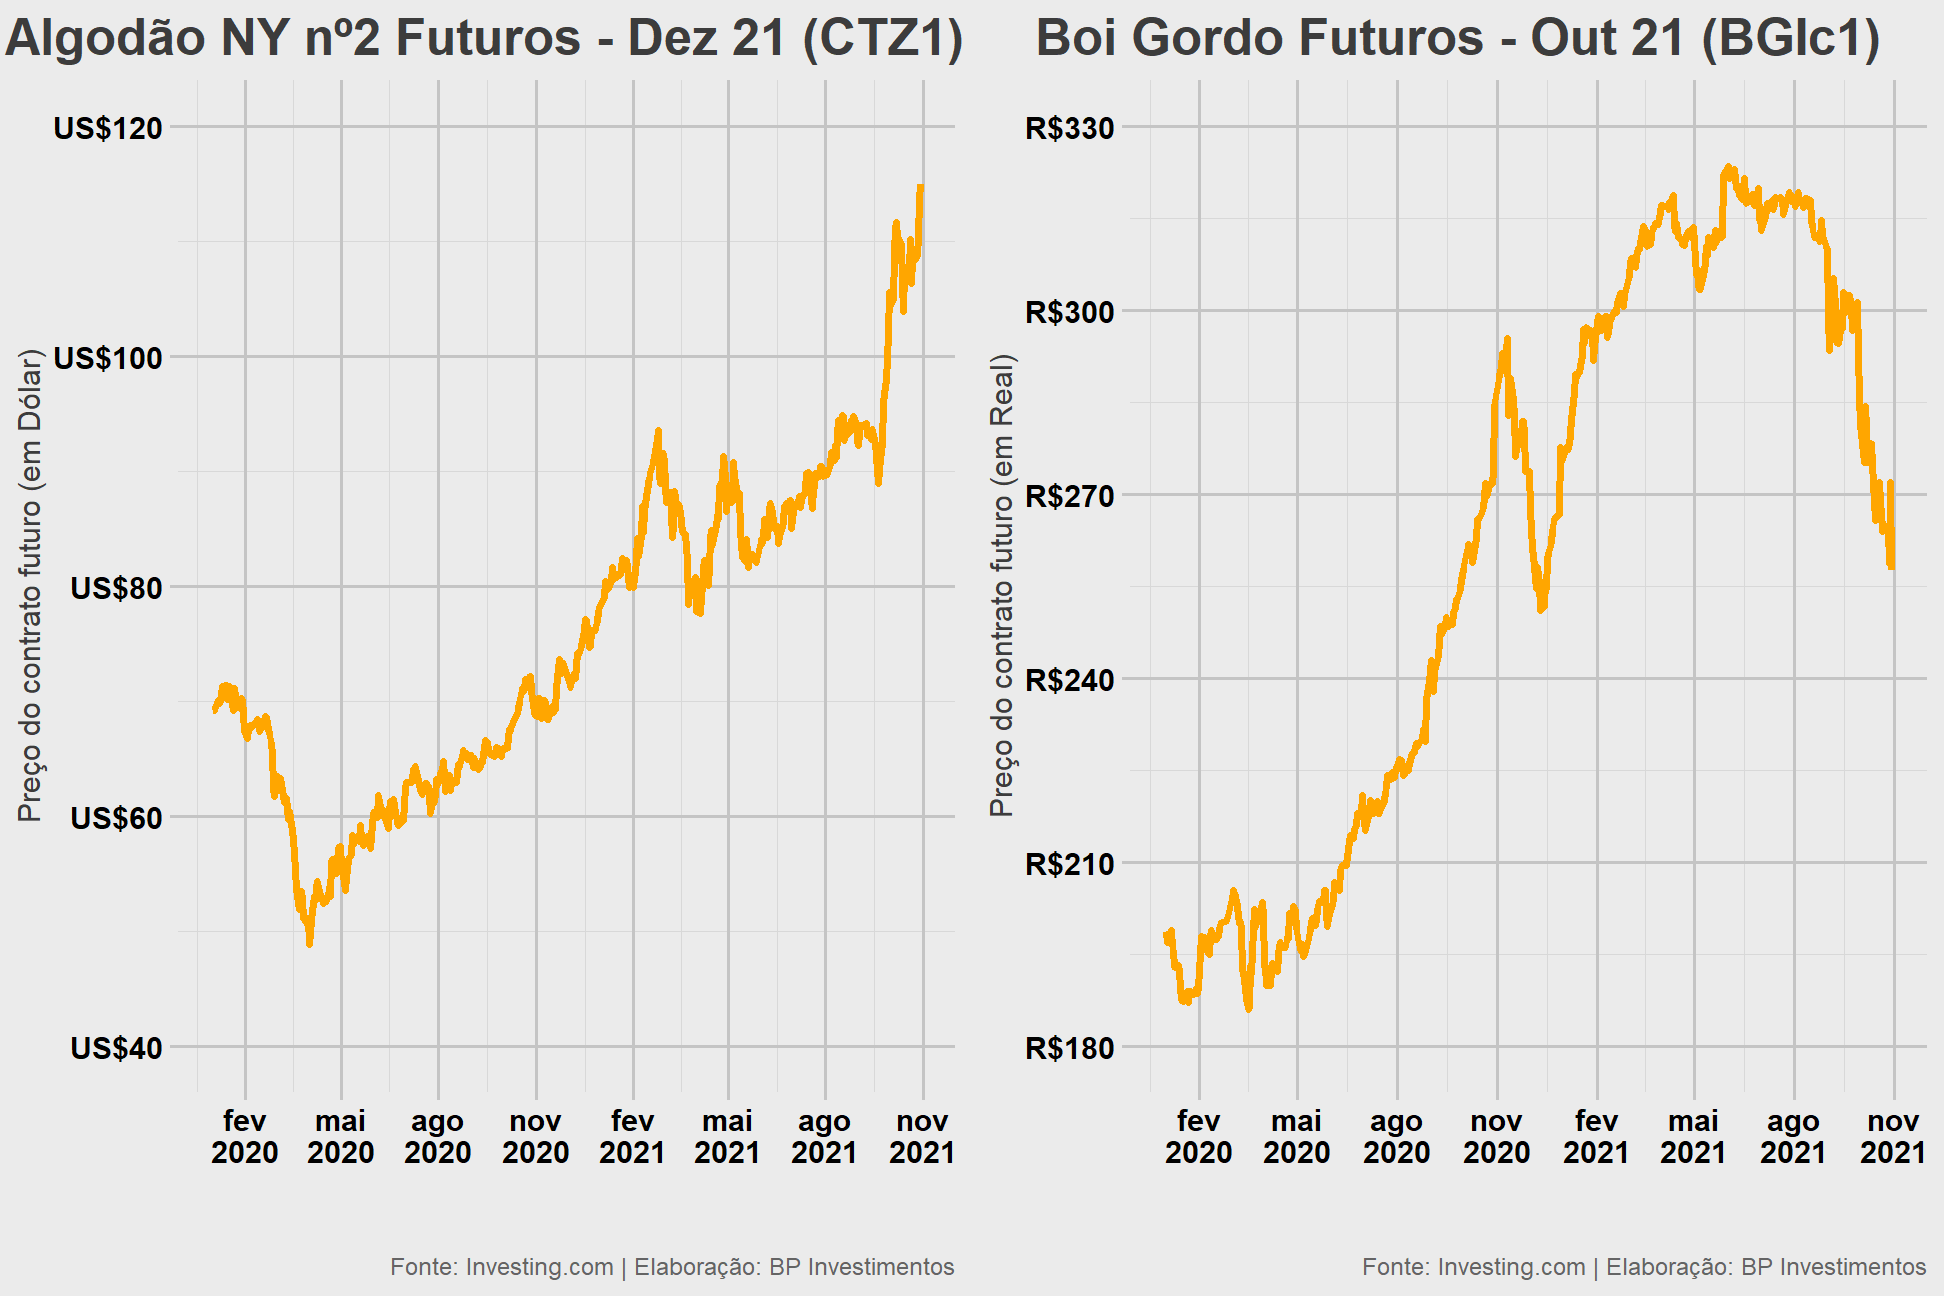 Algodão NY nº2 Futuros - Dez 21 (CTZ1)
Preço do contrato futuro (em Dólar)
US$120
US$100
US$80
US$60
US$40
fev 2020
mai 2020
ago 2020
nov 2020
fev 2021
mai 2021
ago 2021
nov 2021
Fonte: Investing.com | Elaboração: BP Investimentos
Boi Gordo Futuros - Out 21 (BGIc1)
Preço do contrato futuro (em Real)
R$330
R$300
R$270
R$240
R$210
R$180
fev 2020
mai 2020
ago 2020
nov 2020
fev 2021
mai 2021
ago 2021
nov 2021
Fonte: Investing.com | Elaboração: BP Investimentos